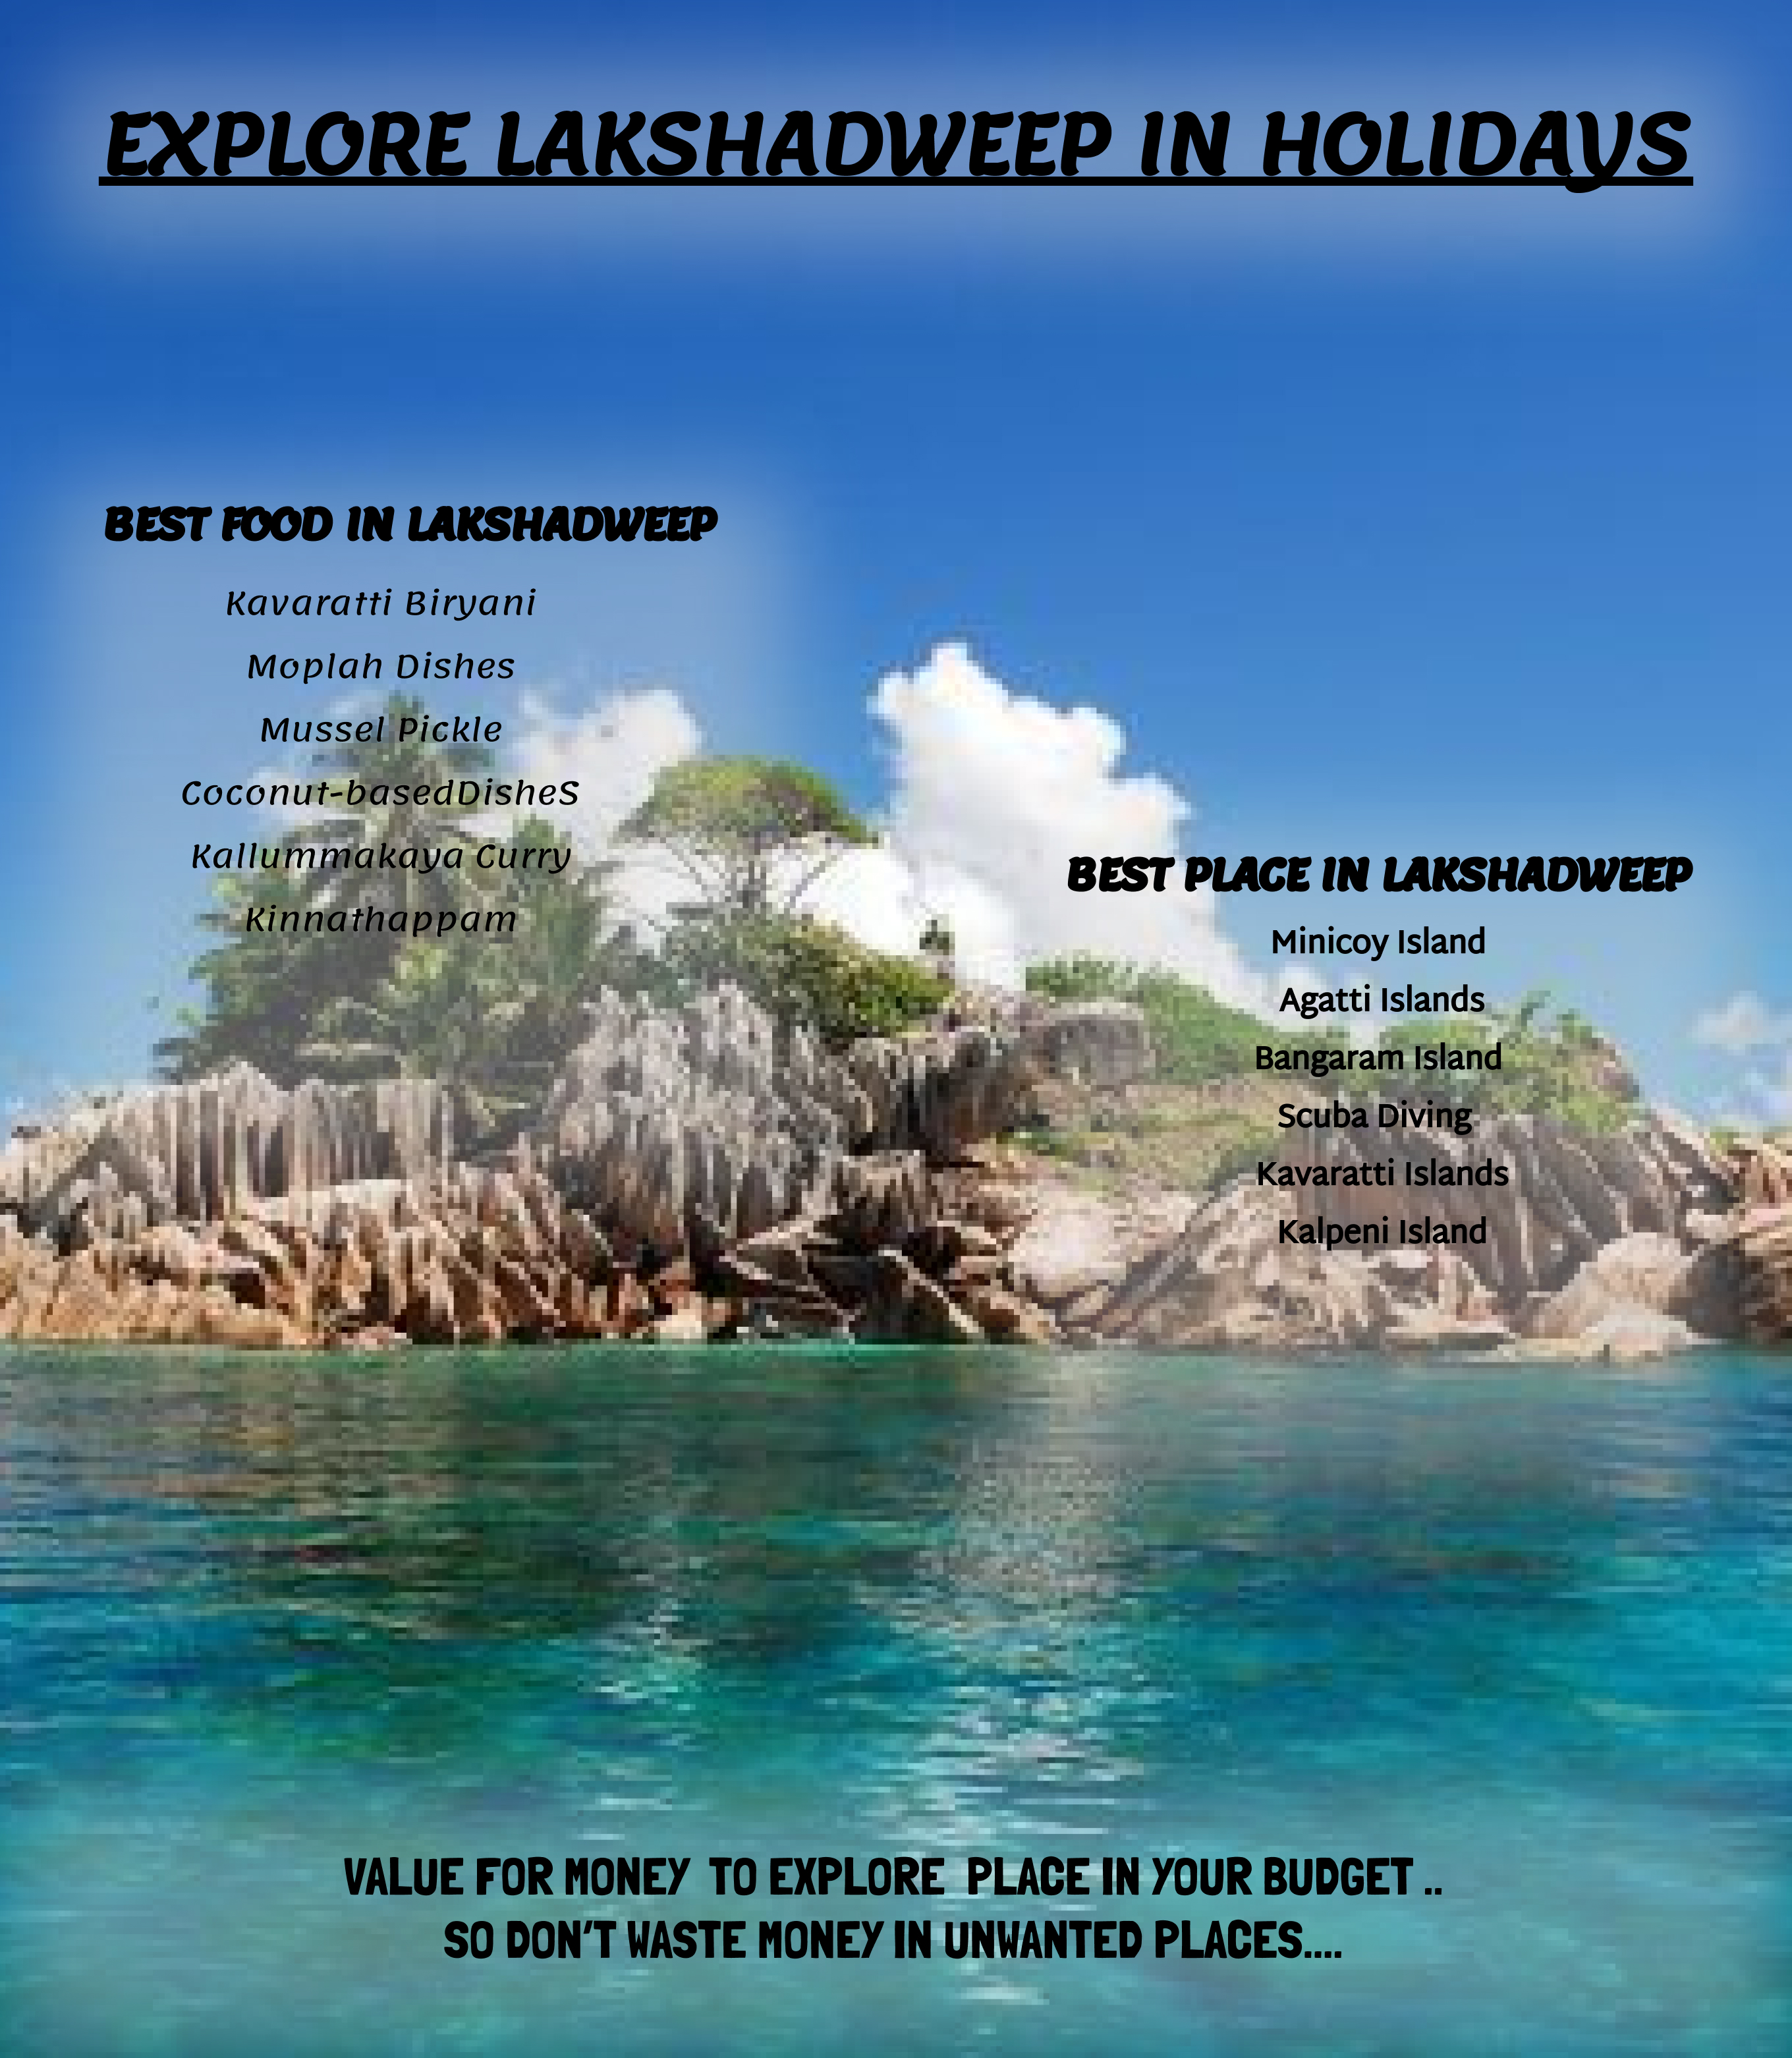 EXPLORE LAKSHADWEEP IN HOLIDAYS
BEST FOOD IN LAKSHADWEEP
Kavaratti Biryani
Moplah Dishes
Mussel Pickle
Coconut-basedDisheS
Kallummakaya Curry
Kinnathappam
BEST PLACE IN LAKSHADWEEP
Minicoy Island
Agatti Islands
Bangaram Island
Scuba Diving
Kavaratti Islands
Kalpeni Island
VALUE FOR MONEY TO EXPLORE PLACE IN YOUR BUDGET ..
SO DON'T WASTE MONEY IN UNWANTED PLACES....